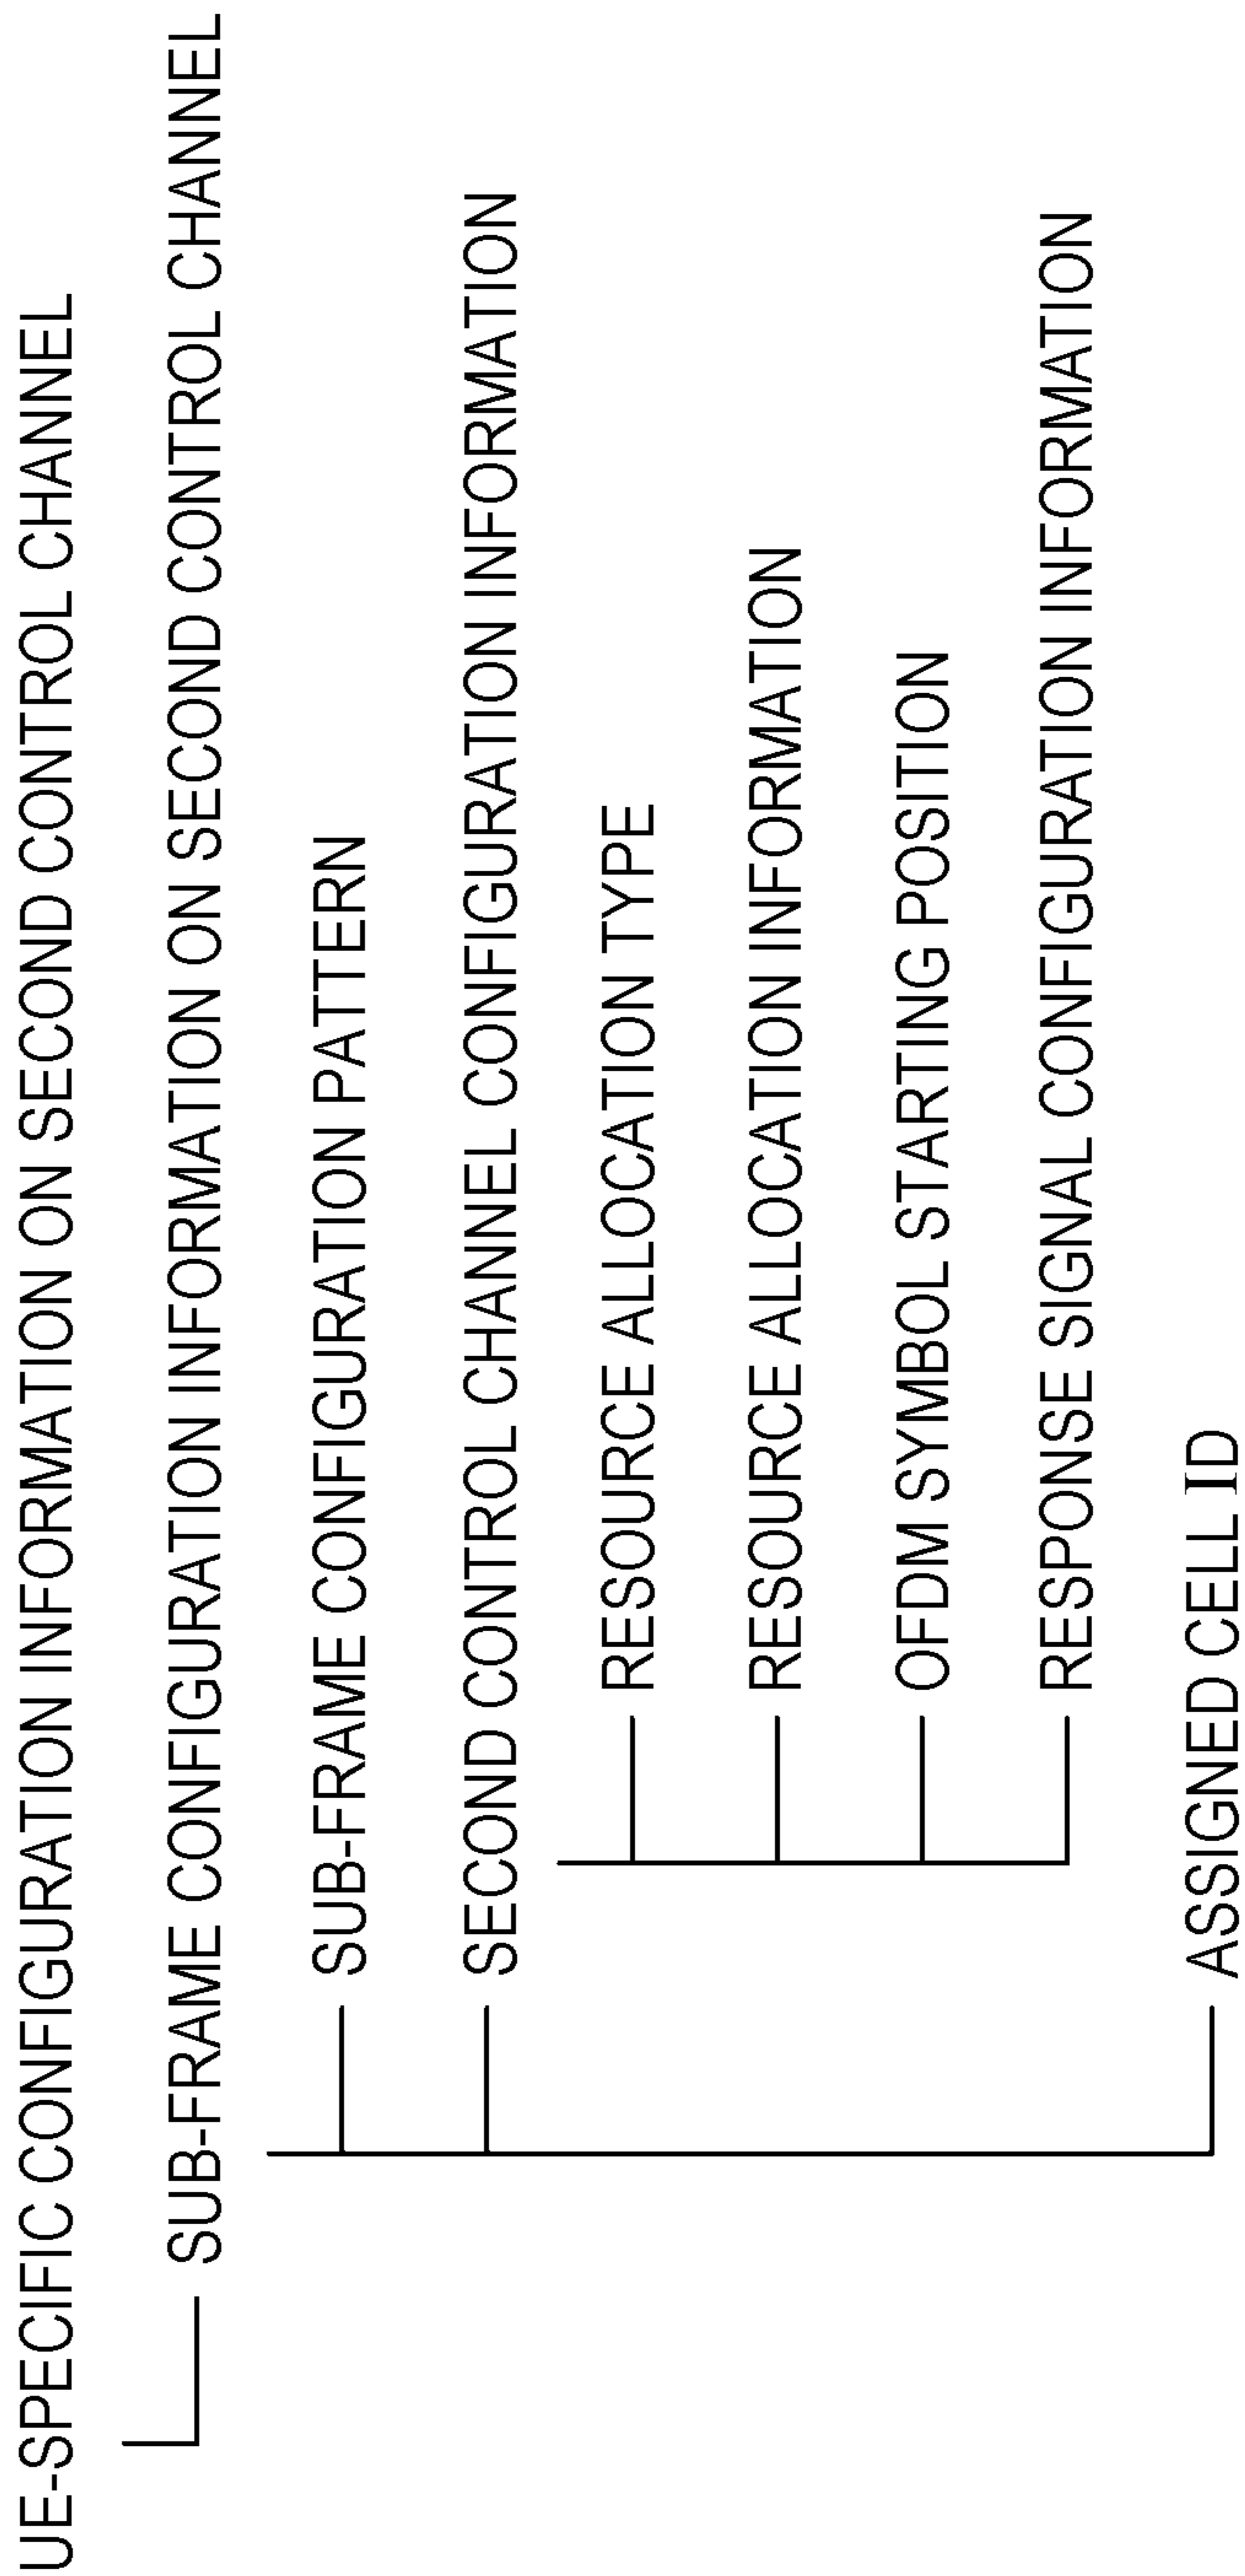 UE-SPECIFIC CONFIGURATION INFORMATION ON SECOND CONTROL CHANNEL
SUB-FRAME CONFIGURATION INFORMATION ON SECOND CONTROL CHANNEL
SUB-FRAME CONFIGURATION PATTERN
SECOND CONTROL CHANNEL CONFIGURATION INFORMATION
RESOURCE ALLOCATION TYPE
RESOURCE ALLOCATION INFORMATION
OFDM SYMBOL STARTING POSITION
RESPONSE SIGNAL CONFIGURATION INFORMATION
ASSIGNED CELL ID